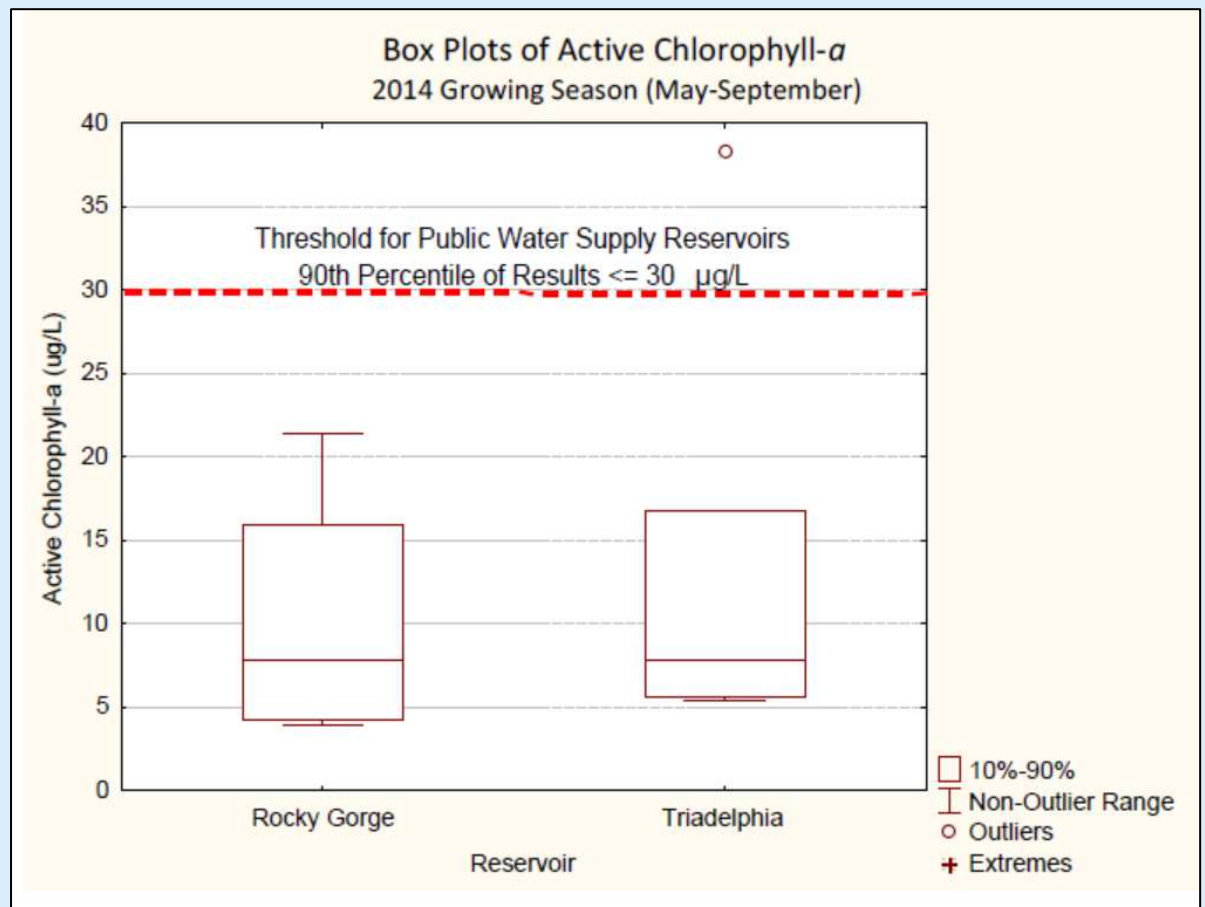 Box Plots of Active Chlorophyll-a
2014 Growing Season (May-September)
40
35
30
25
20
15
10
5
0
Active Chlorophyll-a (ug/L)
Threshold for Public Water Supply Reservoirs
90th Percentile of Results <= 30 µg/L
Rocky Gorge
Triadelphia
Reservoir
10%-90%
Non-Outlier Range
Outliers
Extremes